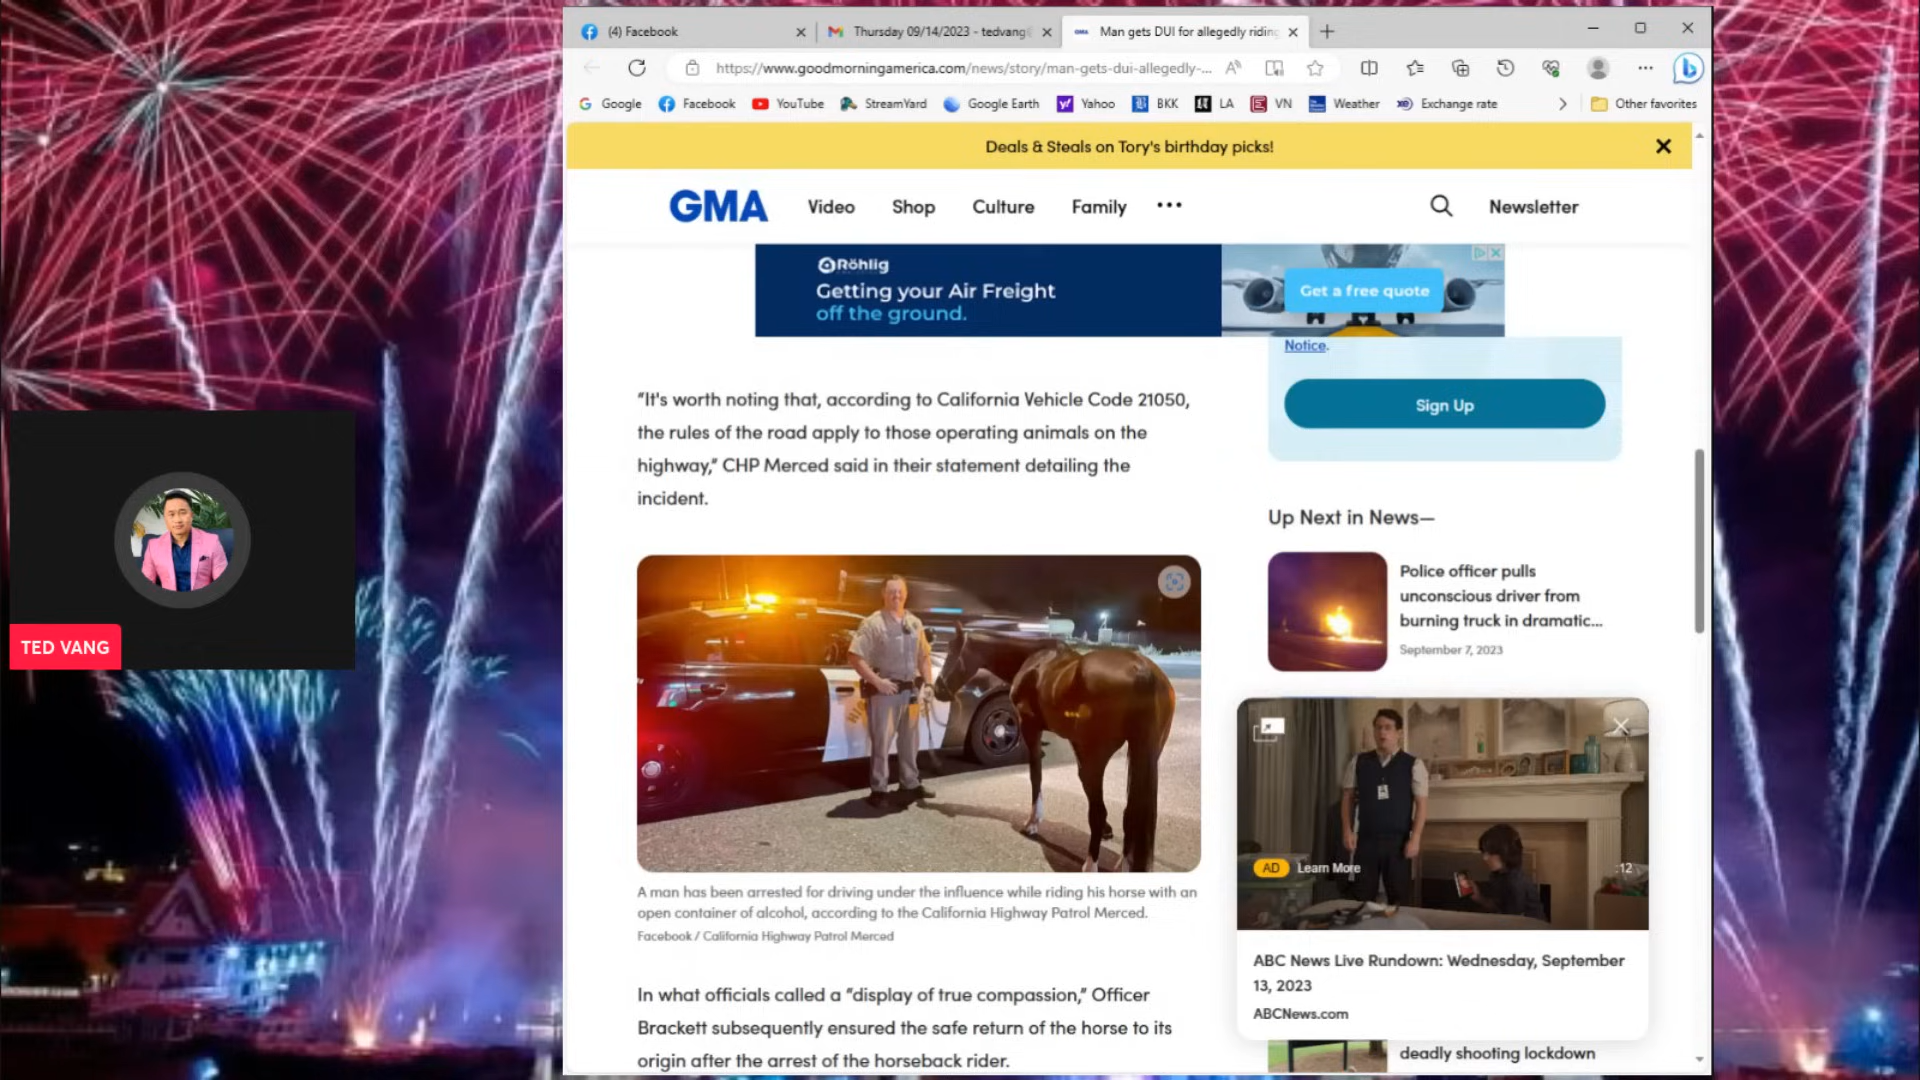 (4) Facebook
Thursday 09/14/2023 - tedvang
Man gets DUI for allegedly riding
https://www.goodmorningamerica.com/news/story/man-gets-dui-allegedly-...
Google Facebook YouTube StreamYard Google Earth Yahoo BKK LA VN Weather Exchange rate Other favorites
Deals & Steals on Tory's birthday picks!
GMA Video Shop Culture Family ••• Newsletter
Röhlig
Getting your Air Freight
off the ground.
Get a free quote
Notice.
Sign Up
"It's worth noting that, according to California Vehicle Code 21050,
the rules of the road apply to those operating animals on the
highway," CHP Merced said in their statement detailing the
incident.
Up Next in News—
Police officer pulls
unconscious driver from
burning truck in dramatic...
September 7, 2023
TED VANG
AD Learn More :12
A man has been arrested for driving under the influence while riding his horse with an
open container of alcohol, according to the California Highway Patrol Merced.
Facebook / California Highway Patrol Merced
ABC News Live Rundown: Wednesday, September
13, 2023
ABCNews.com
In what officials called a "display of true compassion," Officer
Brackett subsequently ensured the safe return of the horse to its
origin after the arrest of the horseback rider.
deadly shooting lockdown